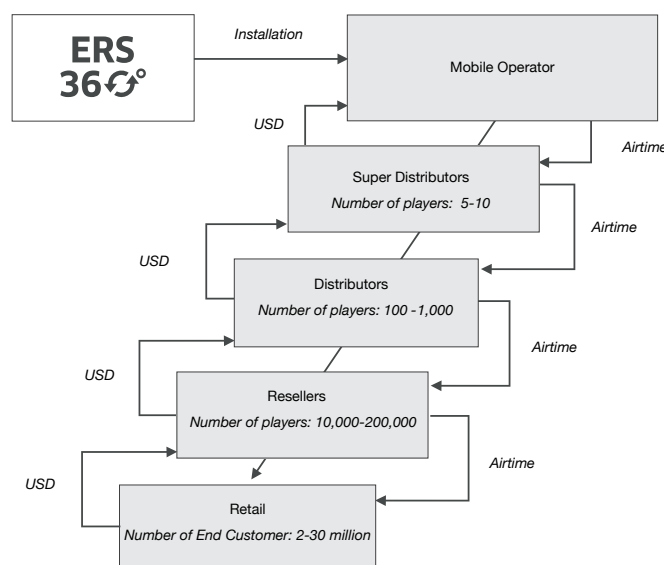 ERS
36°
Installation
Mobile Operator
USD
Airtime
Super Distributors
Number of players: 5-10
Airtime
USD
Distributors
Number of players: 100 -1,000
Airtime
USD
Resellers
Number of players: 10,000-200,000
Airtime
USD
Retail
Number of End Customer: 2-30 million